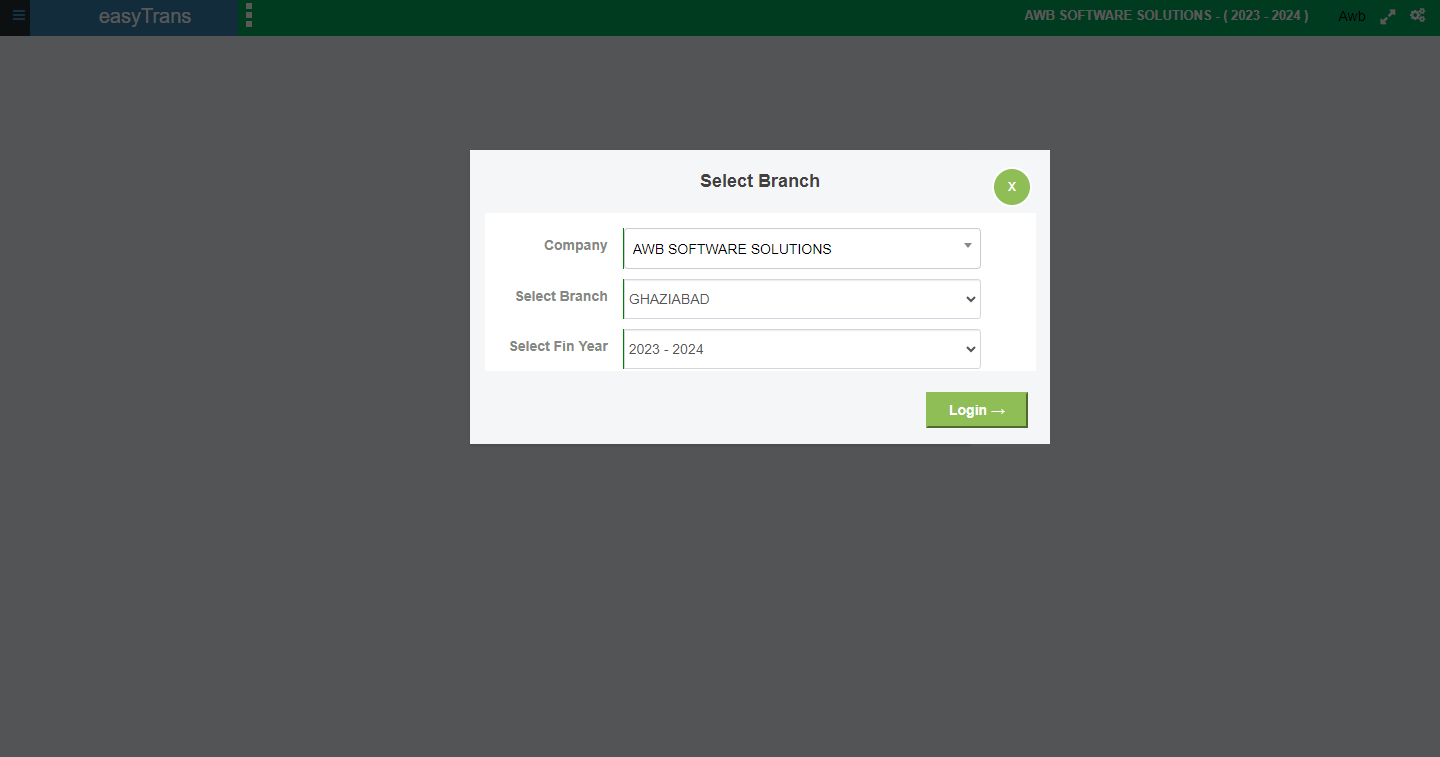 easyTrans
AWB SOFTWARE SOLUTIONS - ( 2023 - 2024 )
Awb
Select Branch
X
Company
AWB SOFTWARE SOLUTIONS
Select Branch
GHAZIABAD
Select Fin Year
2023 - 2024
Login →